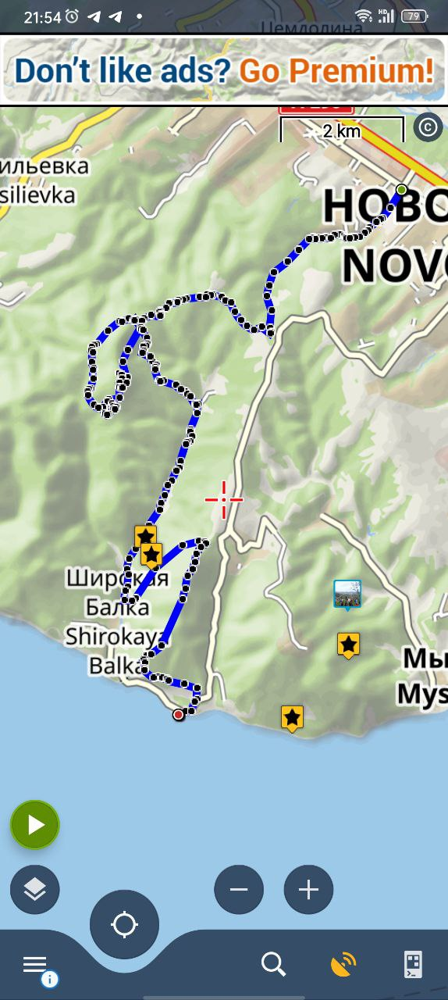 21:54
HD
79
Цемдолина
Don't like ads? Go Premium!
2 km
©
ильевка
silievka
НОВО
NOVO
Широкая
Балка
Shirokaya
Balka
Мы
Mys
i